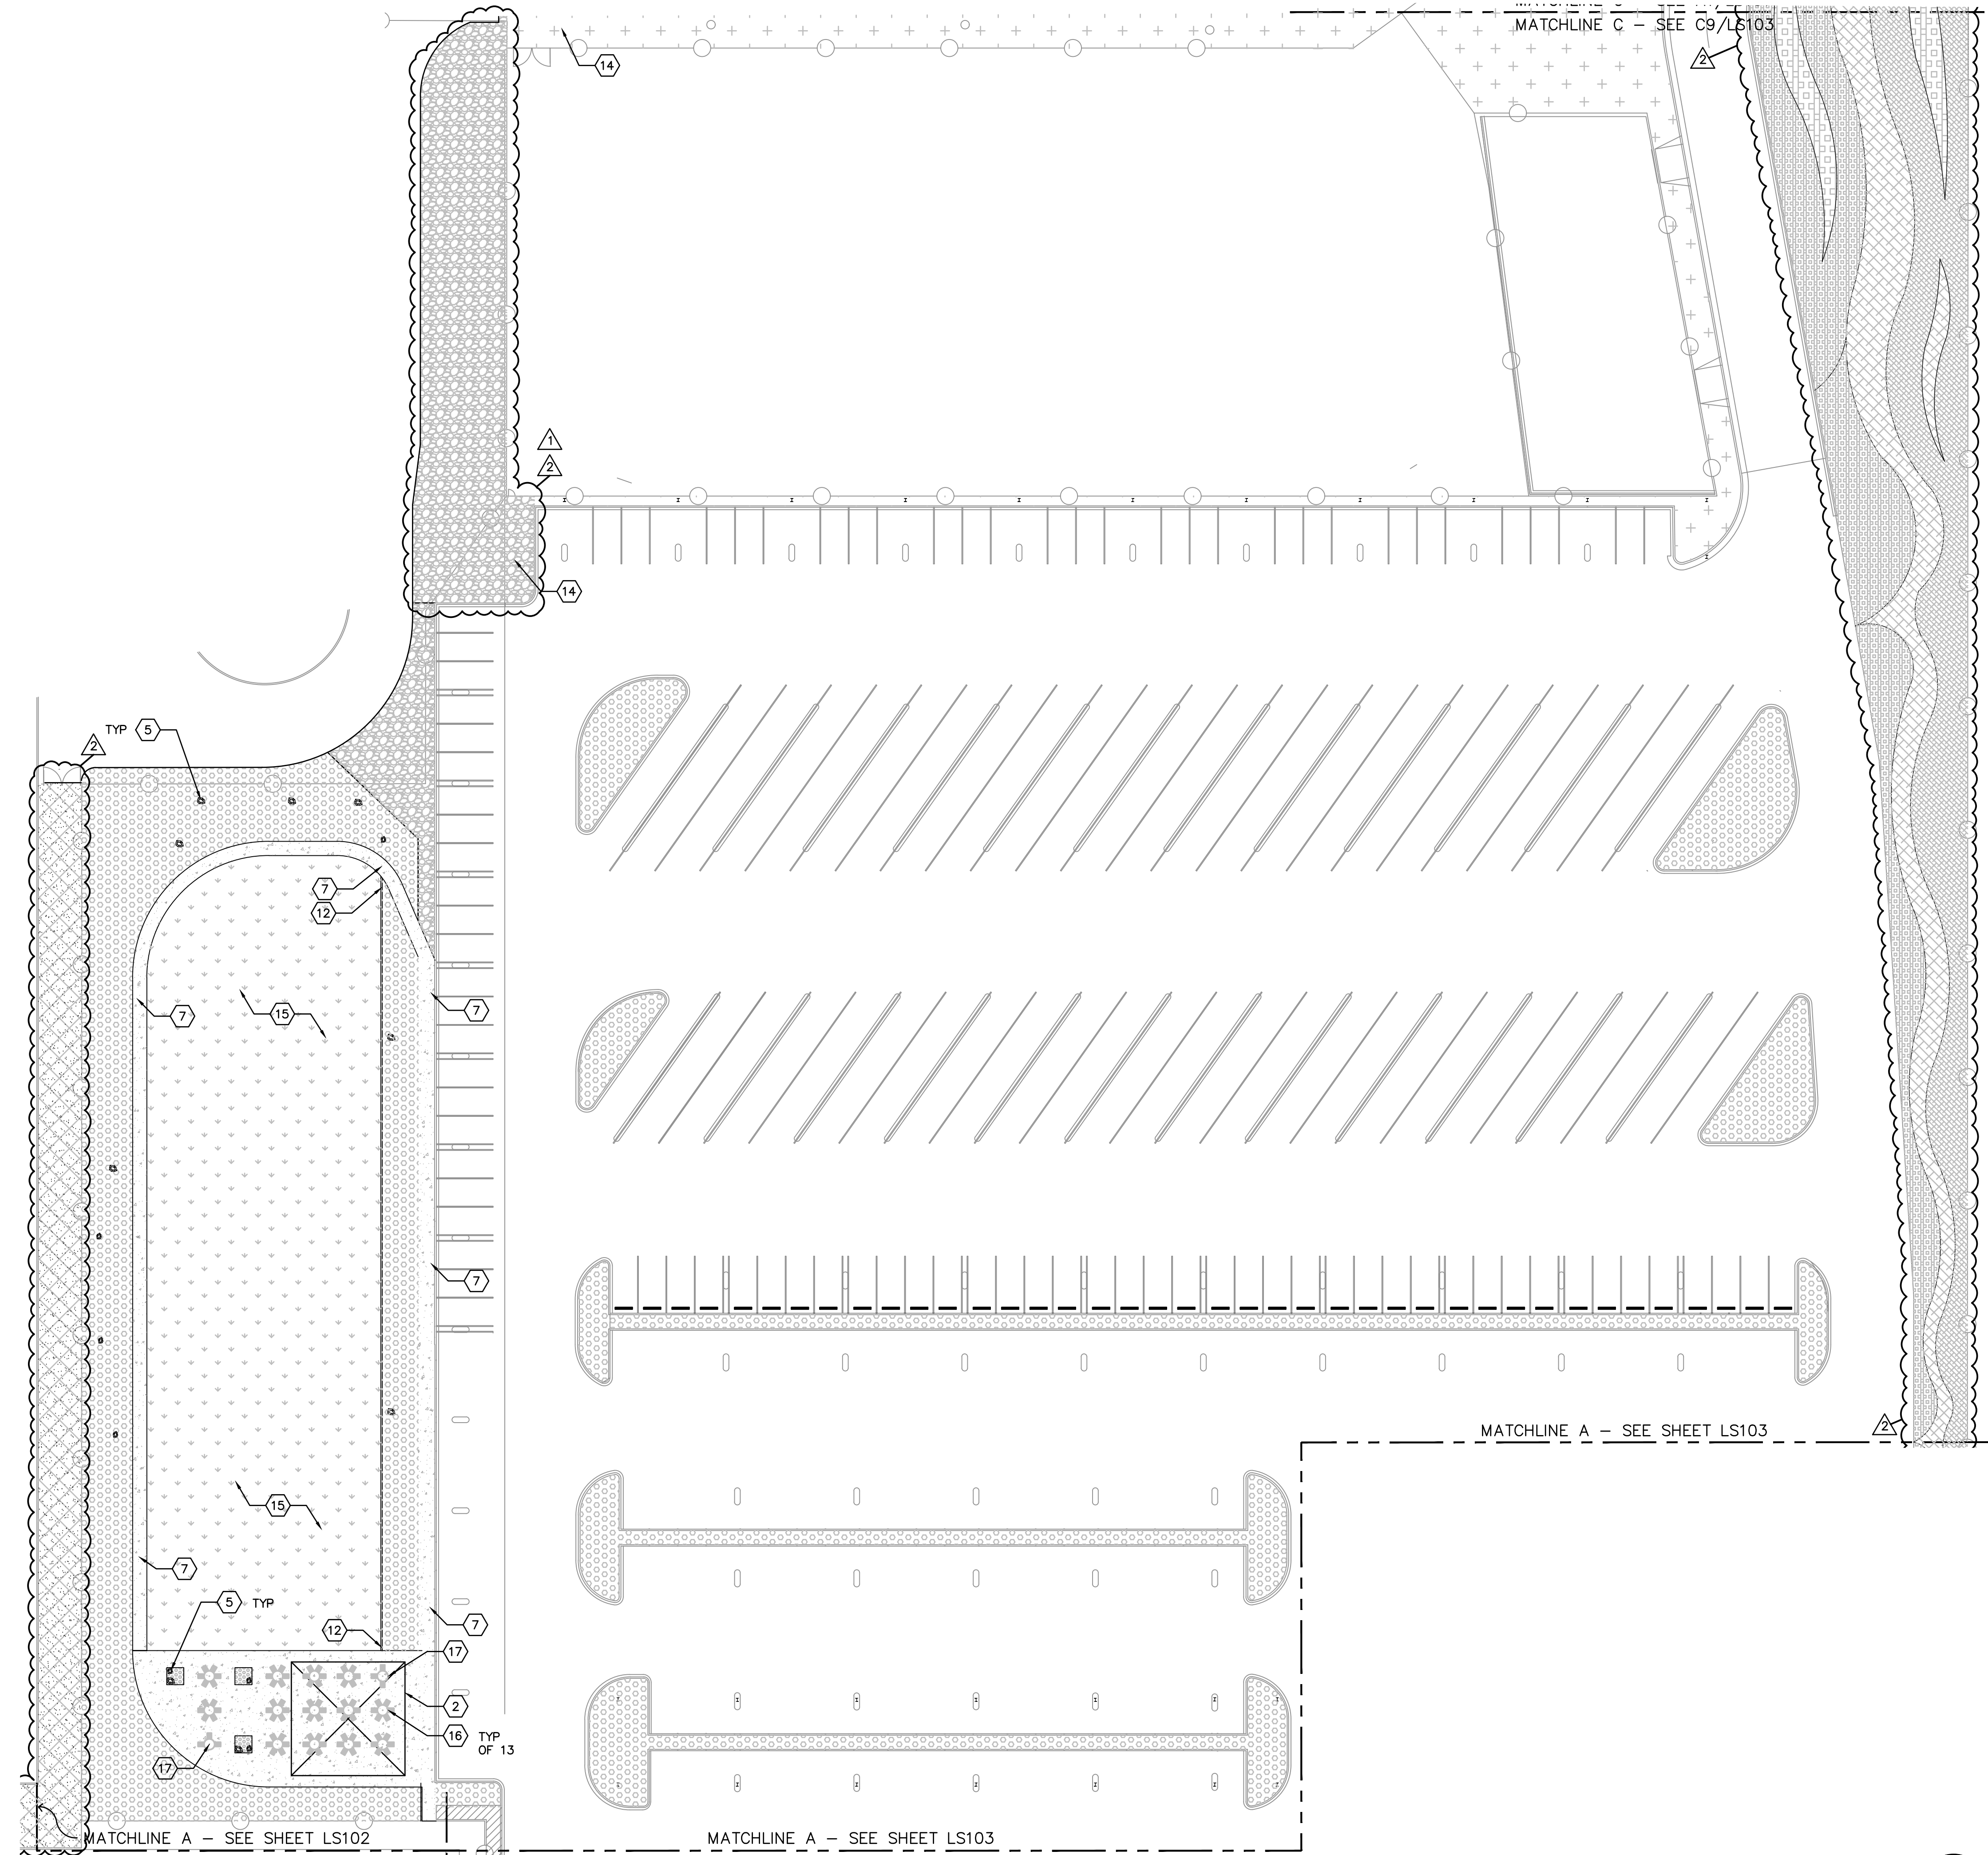 MATCHLINE C – SEE C9/LS103
2
14
1
2
14
2
TYP 5
7
12
7
15
7
7
MATCHLINE A – SEE SHEET LS103
2
15
7
5 TYP
7
12
17
2
16 TYP
OF 13
17
MATCHLINE A – SEE SHEET LS102
MATCHLINE A – SEE SHEET LS103